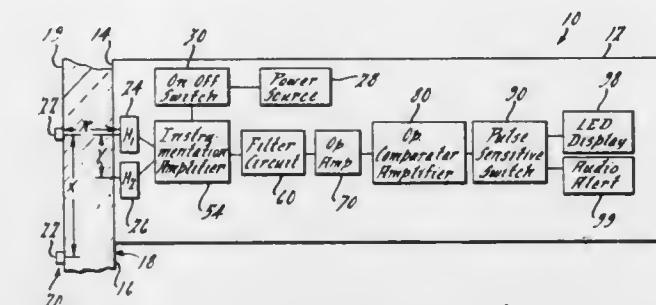 10
12
19
14
30
28
80
90
98
On Off
Switch
Power
Source
22
24
X'
H1
Y
H2
X
Instru-
mentation
Amplifier
Filter
Circuit
Op
Amp
Op.
Comparator
Amplifier
Pulse
Sensitive
Switch
LED
Display
Audio
Alert
26
54
60
70
99
22
18
16
20